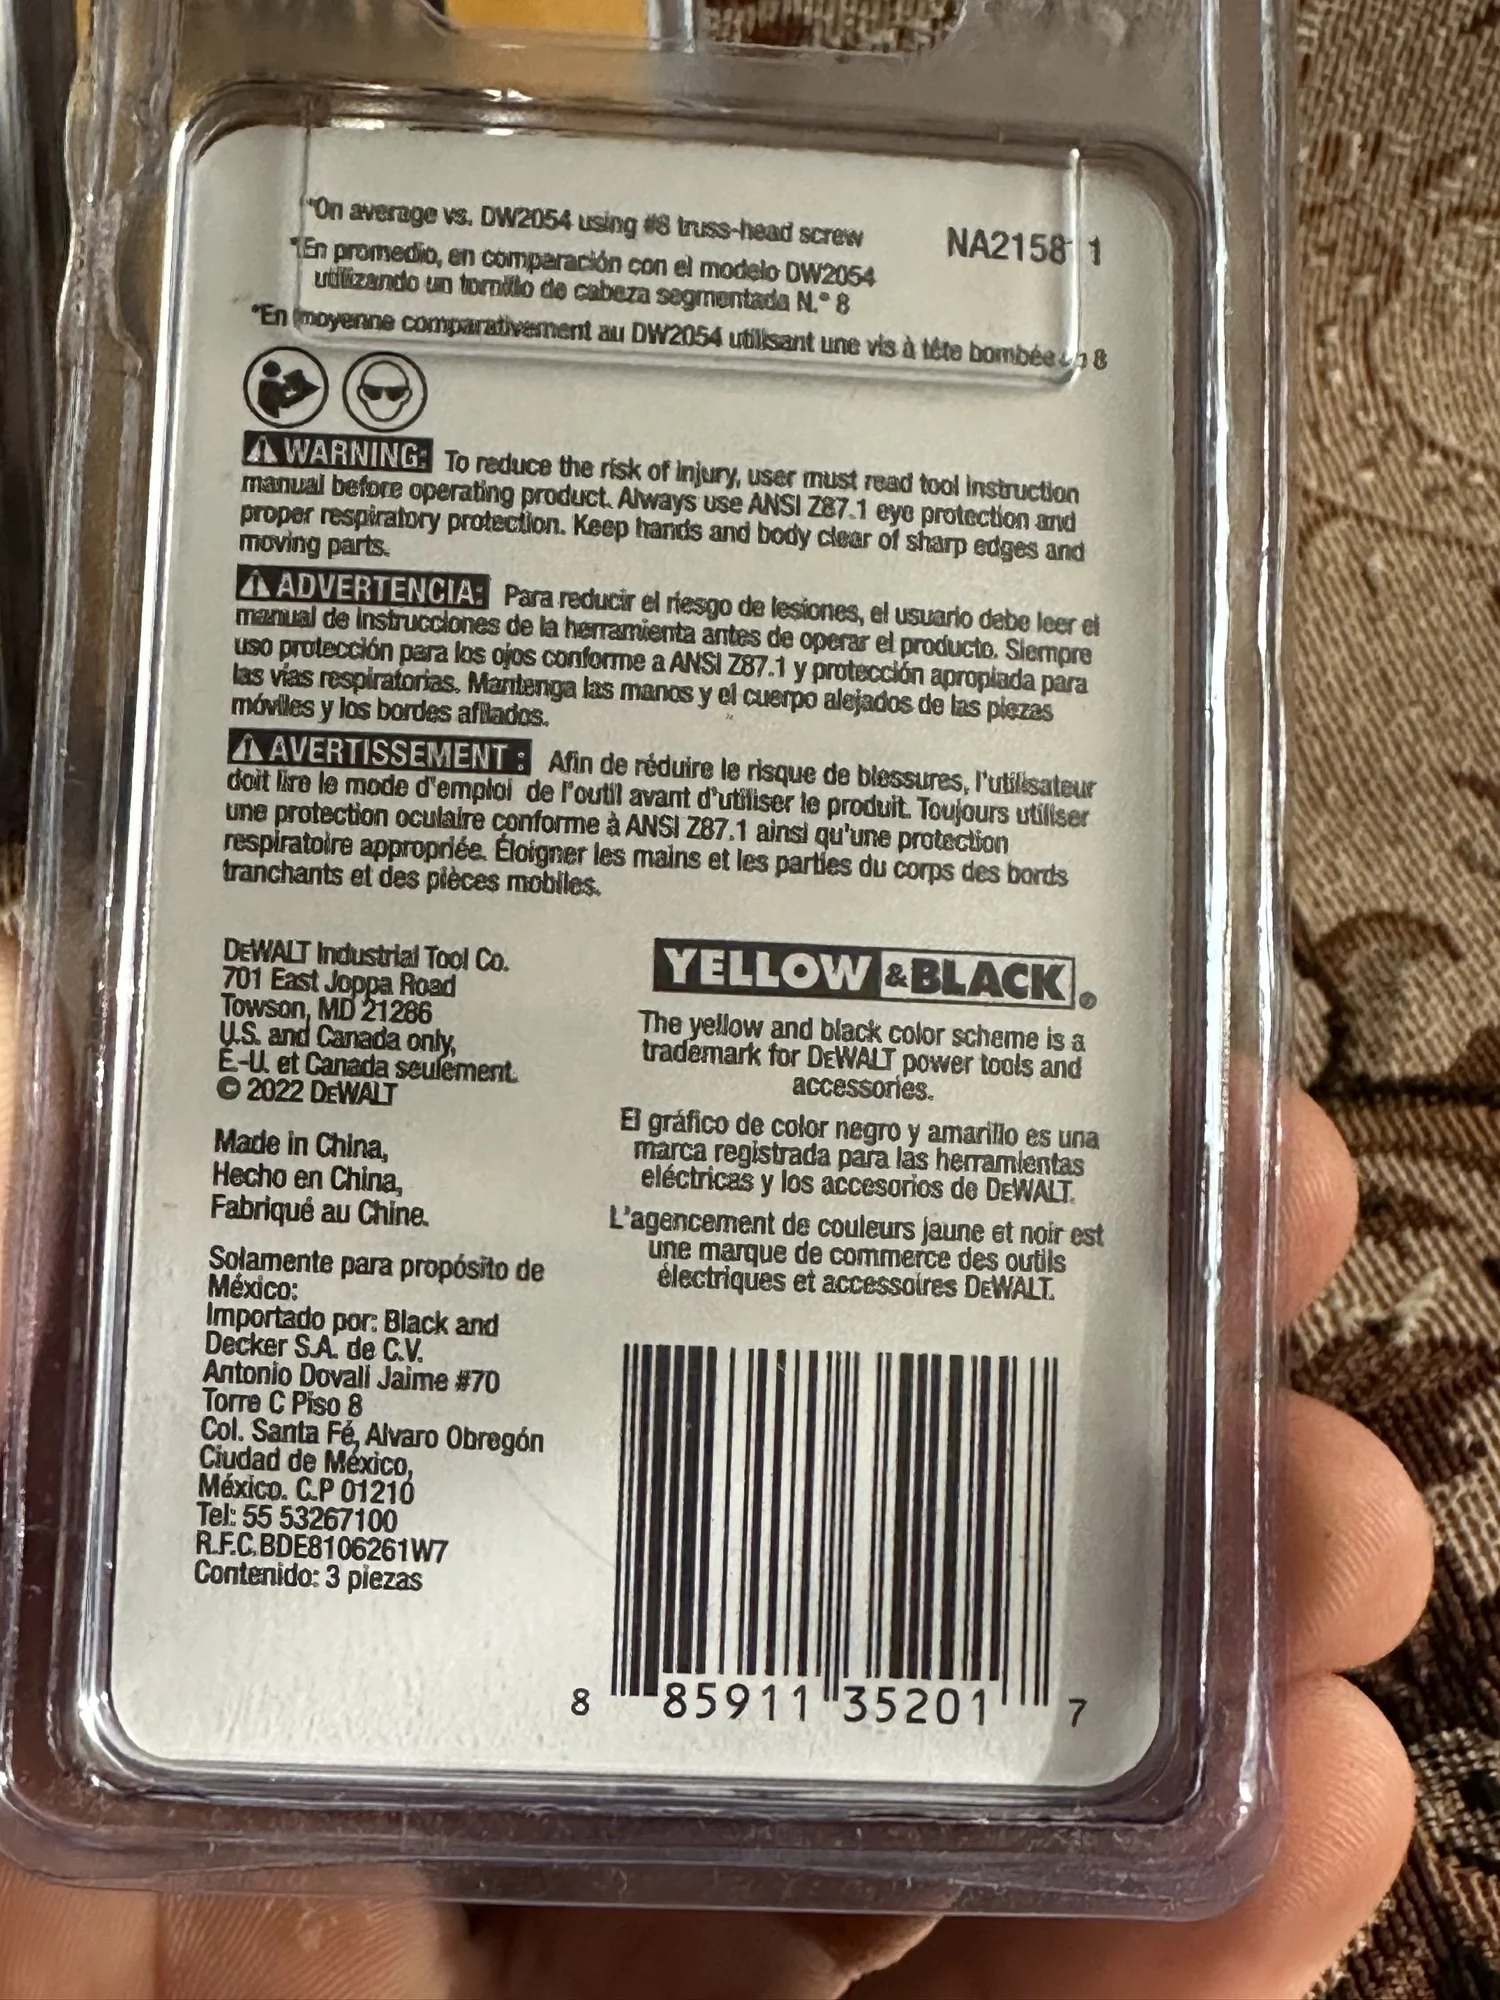 *On average vs. DW2054 using #8 truss-head screw
*En promedio, en comparación con el modelo DW2054
utilizando un tornillo de cabeza segmentada N.° 8
*En moyenne comparativement au DW2054 utilisant une vis à tête bombée 8
NA2158 1
WARNING: To reduce the risk of injury, user must read tool instruction
manual before operating product. Always use ANSI Z87.1 eye protection and
proper respiratory protection. Keep hands and body clear of sharp edges and
moving parts.
ADVERTENCIA: Para reducir el riesgo de lesiones, el usuario debe leer el
manual de instrucciones de la herramienta antes de operar el producto. Siempre
uso protección para los ojos conforme a ANSI Z87.1 y protección apropiada para
las vías respiratorias. Mantenga las manos y el cuerpo alejados de las piezas
móviles y los bordes afilados.
AVERTISSEMENT : Afin de réduire le risque de blessures, l'utilisateur
doit lire le mode d'emploi de l'outil avant d'utiliser le produit. Toujours utiliser
une protection oculaire conforme à ANSI Z87.1 ainsi qu'une protection
respiratoire appropriée. Éloigner les mains et les parties du corps des bords
tranchants et des pièces mobiles.
DEWALT Industrial Tool Co.
701 East Joppa Road
Towson, MD 21286
U.S. and Canada only,
É.-U. et Canada seulement.
© 2022 DEWALT
Made in China,
Hecho en China,
Fabriqué au Chine.
Solamente para propósito de
México:
Importado por: Black and
Decker S.A. de C.V.
Antonio Dovali Jaime #70
Torre C Piso 8
Col. Santa Fé, Alvaro Obregón
Ciudad de México,
México. C.P 01210
Tel: 55 53267100
R.F.C.BDE8106261W7
Contenido: 3 piezas
YELLOW &BLACK®
The yellow and black color scheme is a
trademark for DEWALT power tools and
accessories.
El gráfico de color negro y amarillo es una
marca registrada para las herramientas
eléctricas y los accesorios de DEWALT.
L'agencement de couleurs jaune et noir est
une marque de commerce des outils
électriques et accessoires DEWALT.
8 85911 35201 7